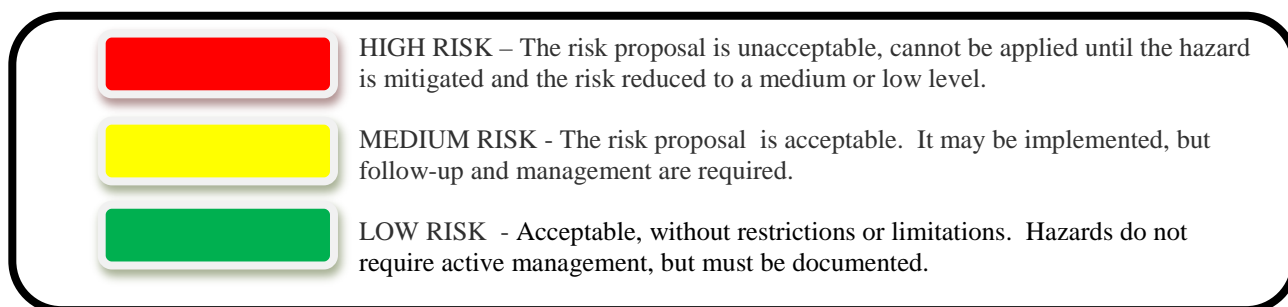 HIGH RISK – The risk proposal is unacceptable, cannot be applied until the hazard
is mitigated and the risk reduced to a medium or low level.
MEDIUM RISK - The risk proposal  is acceptable.  It may be implemented, but
follow-up and management are required.
LOW RISK  - Acceptable, without restrictions or limitations.  Hazards do not
require active management, but must be documented.